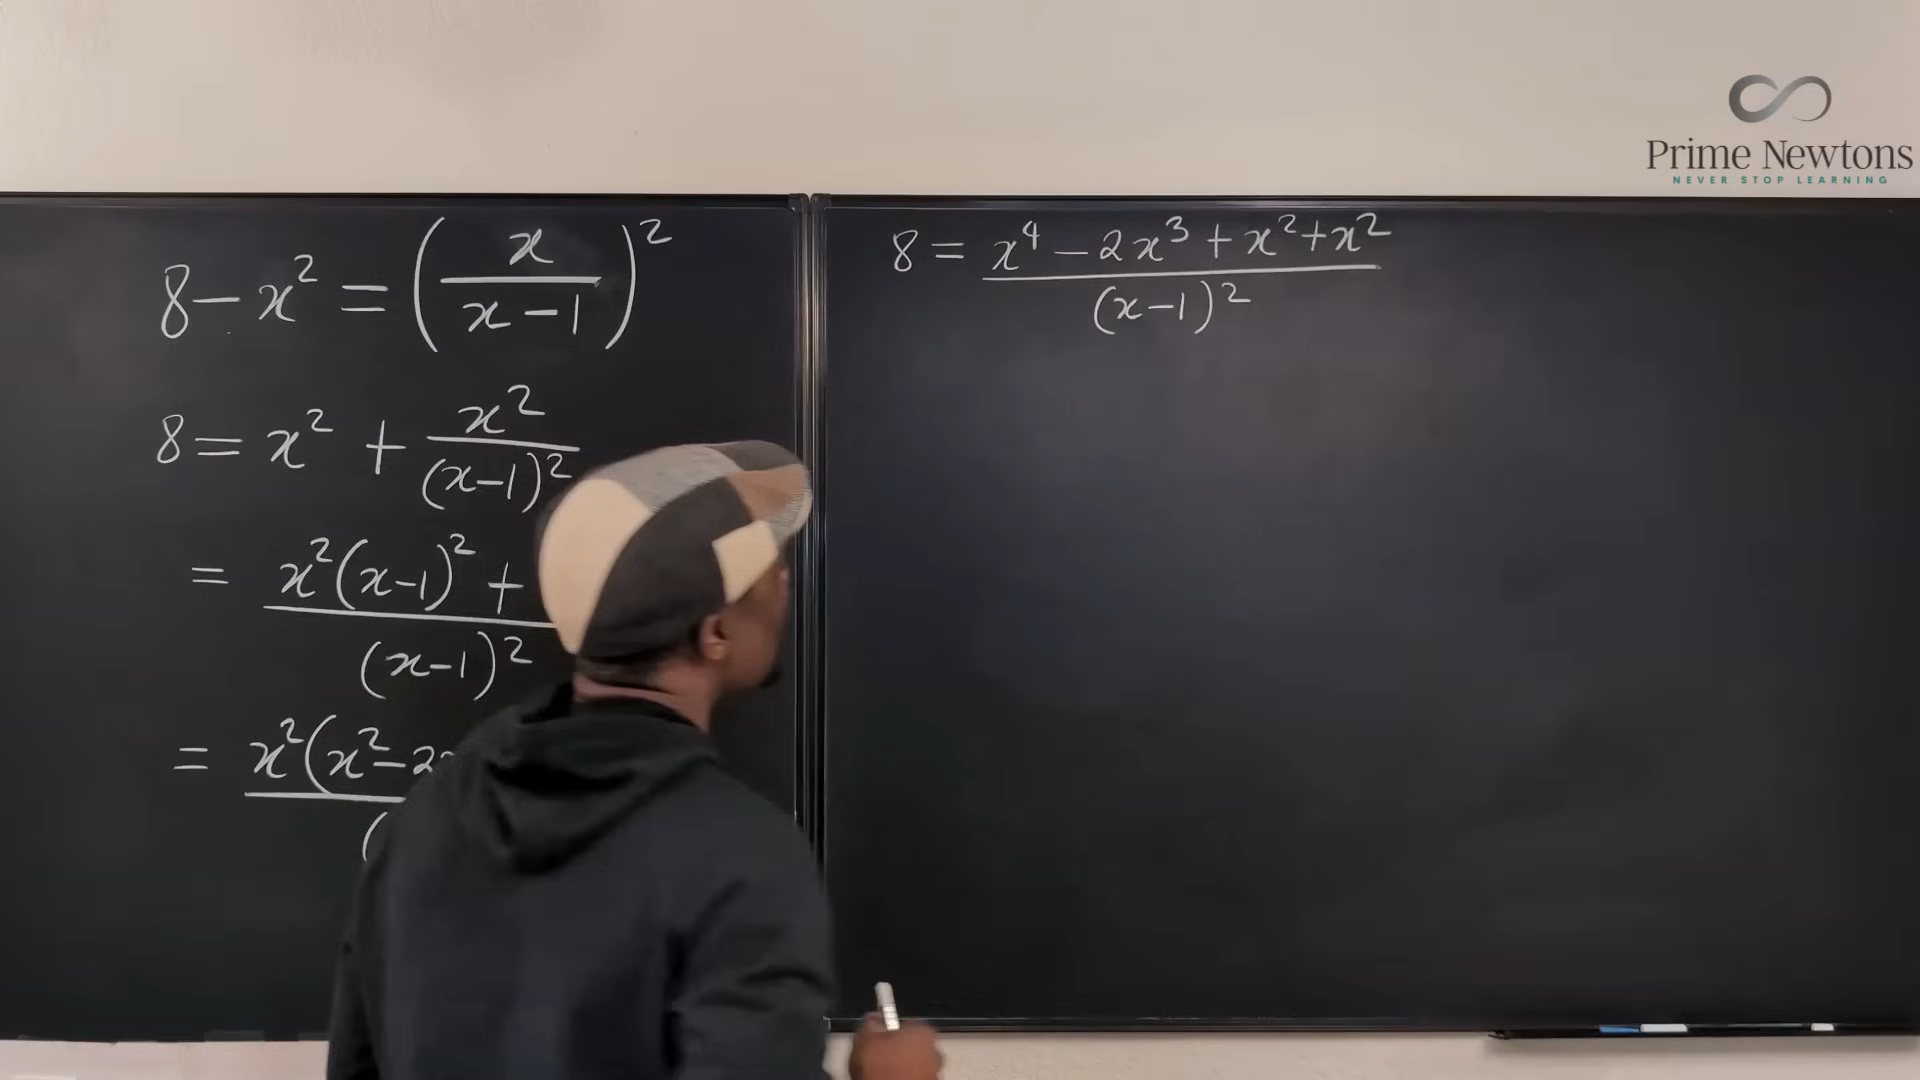 Prime Newtons
NEVER STOP LEARNING
8 - x² = (x/(x-1))²
8 = x² + x²/(x-1)²
= (x²(x-1)² +)/(x-1)²
= x²(x² - 2
8 = (x⁴ - 2x³ + x² + x²)/(x-1)²